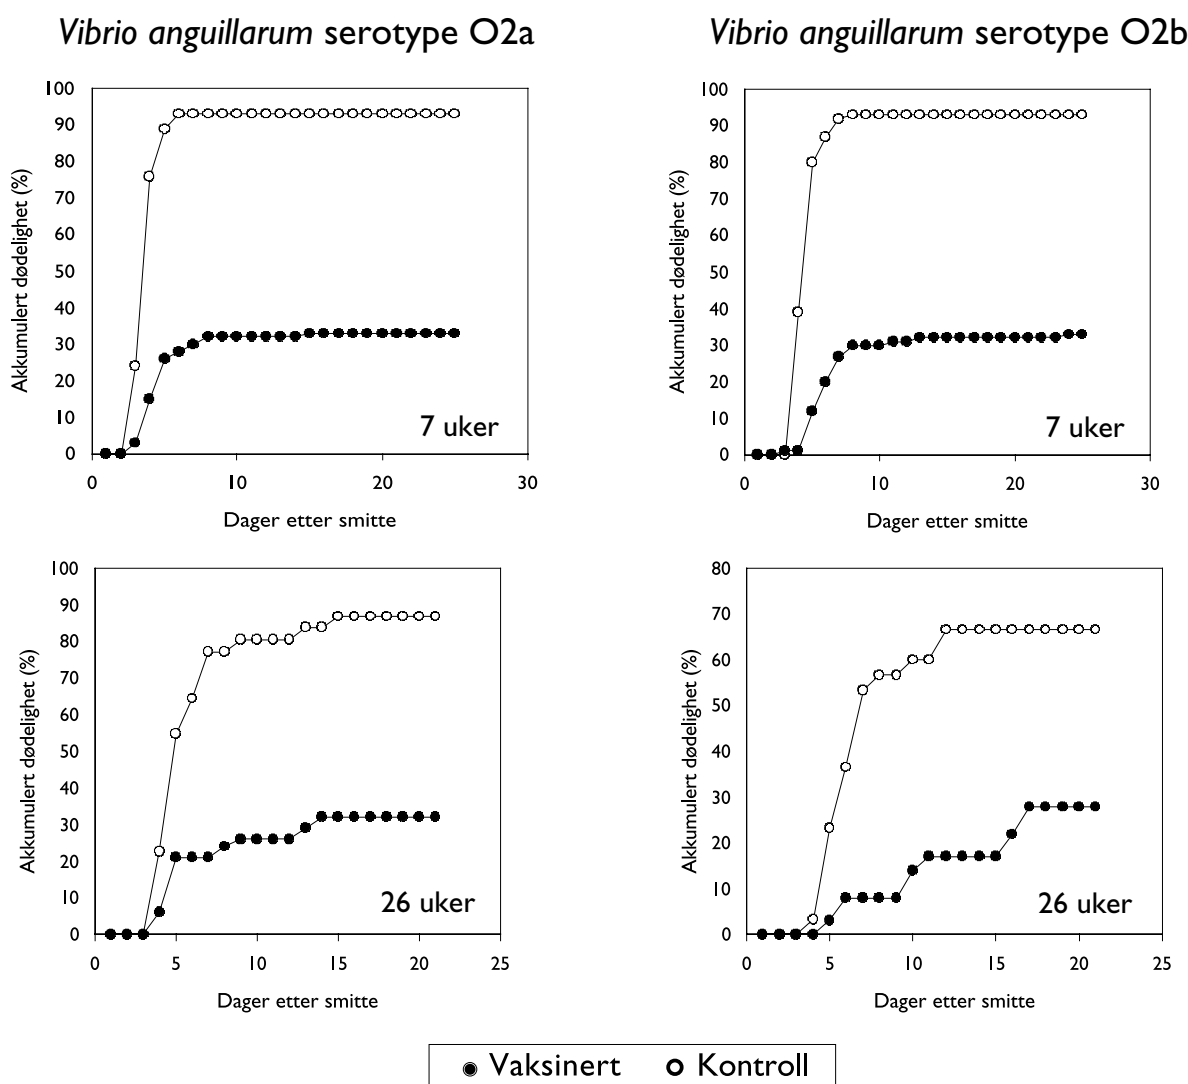 Vibrio anguillarum serotype O2a
Vibrio anguillarum serotype O2b
100
90
80
70
60
50
40
30
20
10
0
Akkumulert dødelighet (%)
7 uker
0 10 20 30
Dager etter smitte
100
90
80
70
60
50
40
30
20
10
0
Akkumulert dødelighet (%)
7 uker
0 10 20 30
Dager etter smitte
100
90
80
70
60
50
40
30
20
10
0
Akkumulert dødelighet (%)
26 uker
0 5 10 15 20 25
Dager etter smitte
80
70
60
50
40
30
20
10
0
Akkumulert dødelighet (%)
26 uker
0 5 10 15 20 25
Dager etter smitte
Vaksinert Kontroll